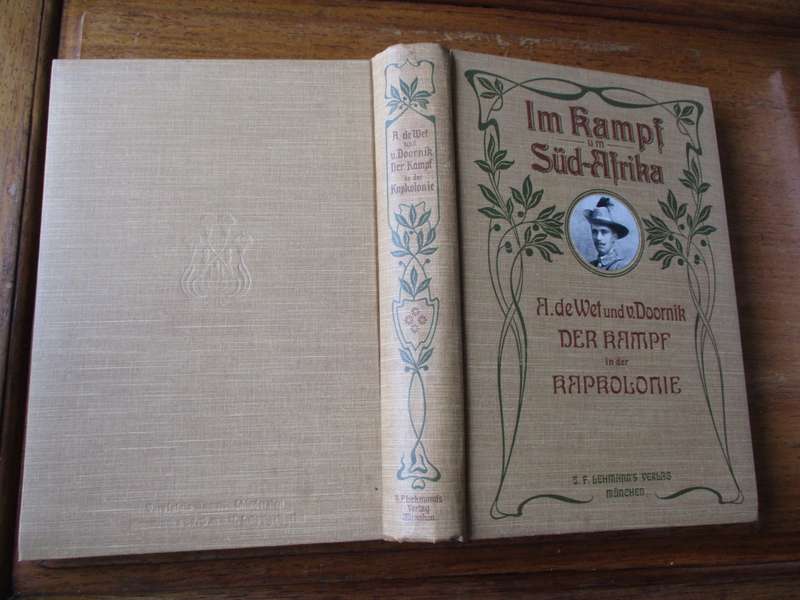 Im Kampf
um
Süd-Afrika
A. de Wet und v. Doornik
DER KAMPF
in der
KAPKOLONIE
J. F. LEHMANN'S VERLAG
MÜNCHEN
A. de Wet
und
v. Doornik
Der Kampf
in der
Kapkolonie
J. F. Lehmann's
Verlag
München